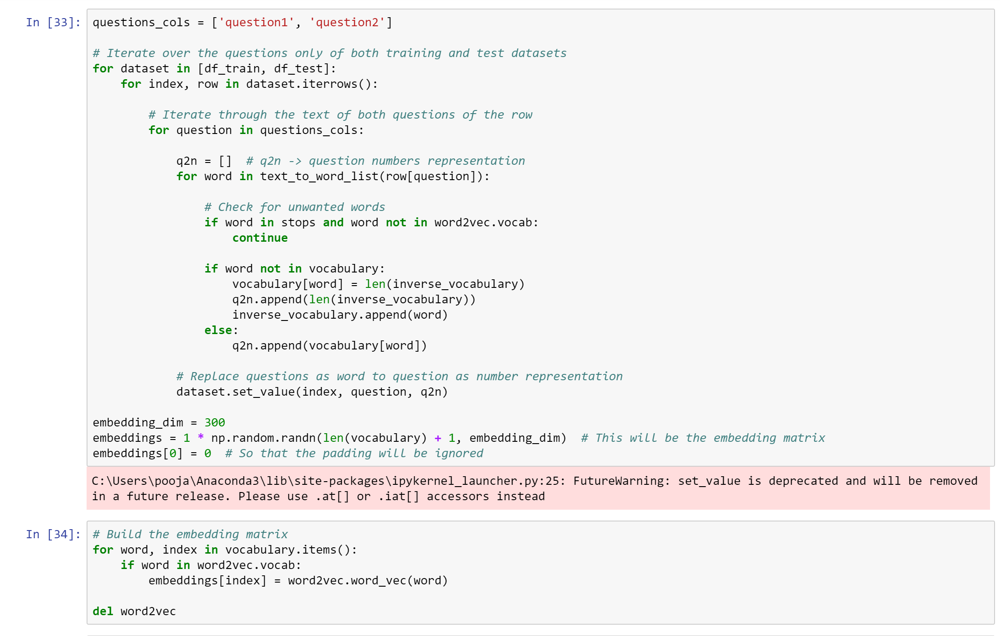 In [33]: questions_cols = ['question1', 'question2']
# Iterate over the questions only of both training and test datasets
for dataset in [df_train, df_test]:
    for index, row in dataset.iterrows():
        # Iterate through the text of both questions of the row
        for question in questions_cols:
            q2n = []  # q2n -> question numbers representation
            for word in text_to_word_list(row[question]):
                # Check for unwanted words
                if word in stops and word not in word2vec.vocab:
                    continue
                if word not in vocabulary:
                    vocabulary[word] = len(inverse_vocabulary)
                    q2n.append(len(inverse_vocabulary))
                    inverse_vocabulary.append(word)
                else:
                    q2n.append(vocabulary[word])
            # Replace questions as word to question as number representation
            dataset.set_value(index, question, q2n)
embedding_dim = 300
embeddings = 1 * np.random.randn(len(vocabulary) + 1, embedding_dim)  # This will be the embedding matrix
embeddings[0] = 0  # So that the padding will be ignored
C:\Users\pooja\Anaconda3\lib\site-packages\ipykernel_launcher.py:25: FutureWarning: set_value is deprecated and will be removed
in a future release. Please use .at[] or .iat[] accessors instead
In [34]: # Build the embedding matrix
for word, index in vocabulary.items():
    if word in word2vec.vocab:
        embeddings[index] = word2vec.word_vec(word)
del word2vec